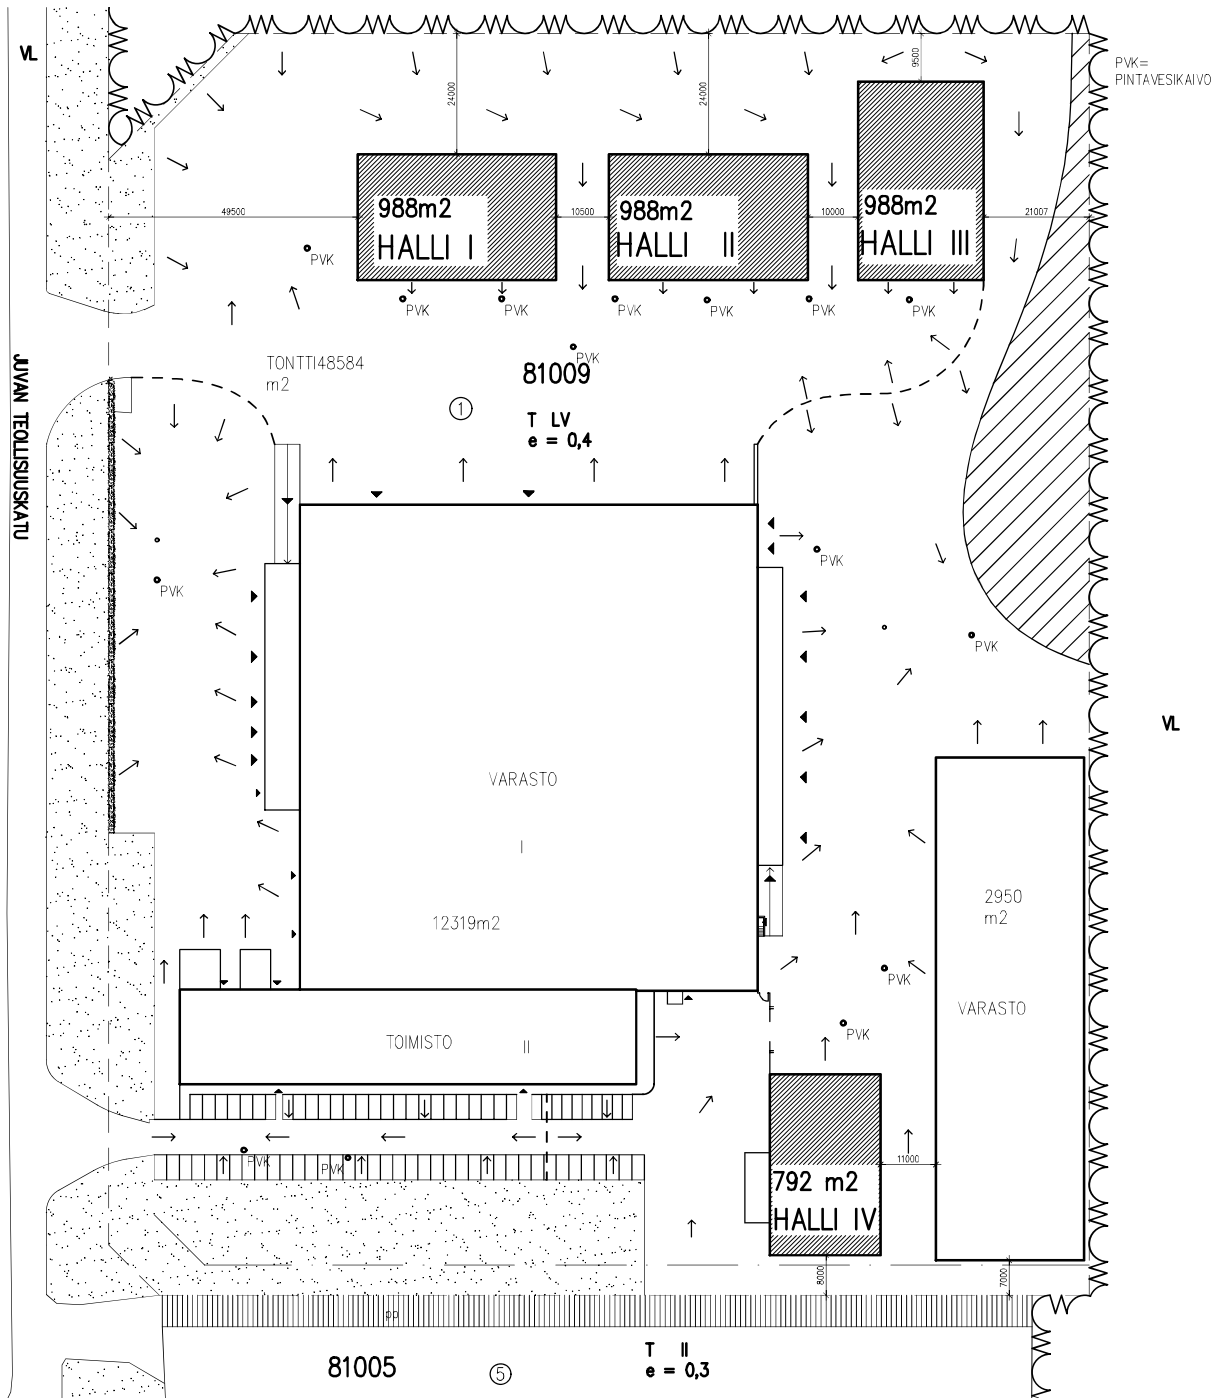 VL
PVK=
PINTAVESIKAIVO
24000
24000
9500
988m2
HALLI I
988m2
HALLI II
988m2
HALLI III
49500
10500
10000
21007
PVK
PVK
PVK
PVK
PVK
PVK
PVK
PVK
TONTTI48584
m2
81009
1
T LV
e = 0,4
JUVAN TEOLLISUUSKATU
PVK
PVK
PVK
VL
VARASTO
I
12319m2
2950
m2
VARASTO
PVK
PVK
TOIMISTO II
PVK
PVK
11000
792 m2
HALLI IV
8000
7000
pp
81005
5
T II
e = 0,3